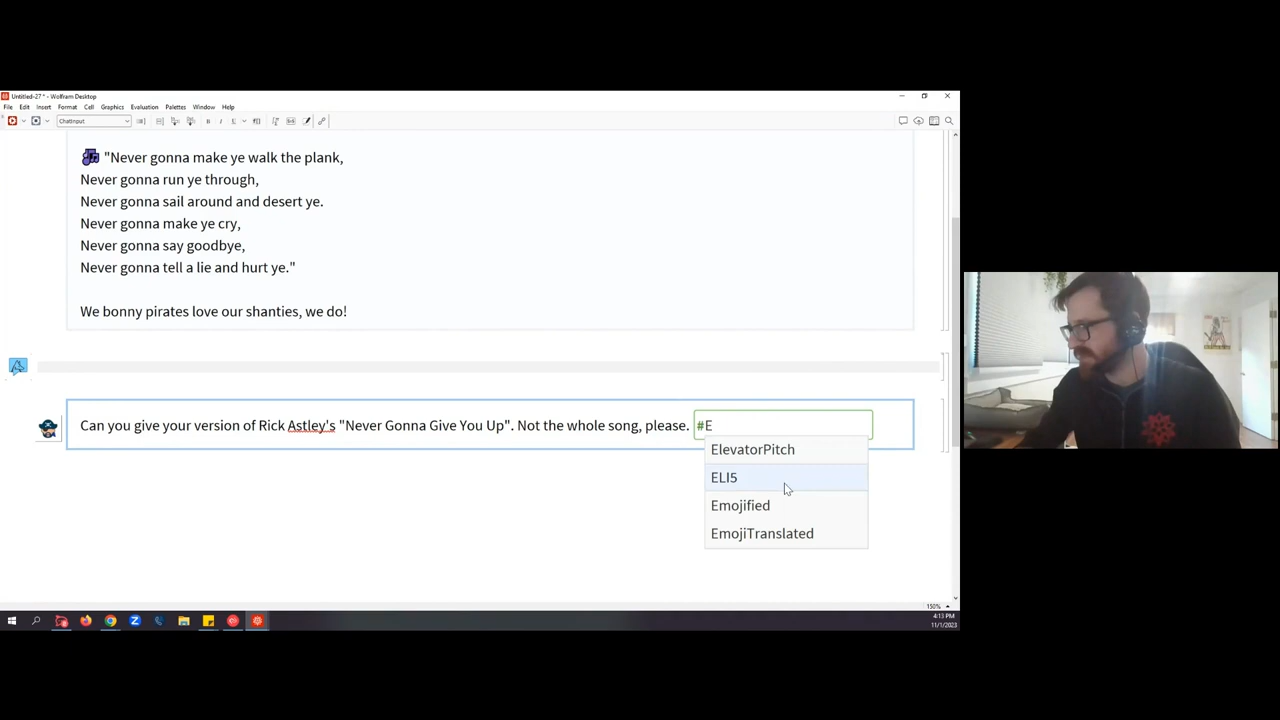 Untitled-27 * - Wolfram Desktop
File Edit Insert Format Cell Graphics Evaluation Palettes Window Help
ChatInput
"Never gonna make ye walk the plank,
Never gonna run ye through,
Never gonna sail around and desert ye.
Never gonna make ye cry,
Never gonna say goodbye,
Never gonna tell a lie and hurt ye."
We bonny pirates love our shanties, we do!
Can you give your version of Rick Astley's "Never Gonna Give You Up". Not the whole song, please. #E
ElevatorPitch
ELI5
Emojified
EmojiTranslated
150%
4:13 PM
11/1/2023